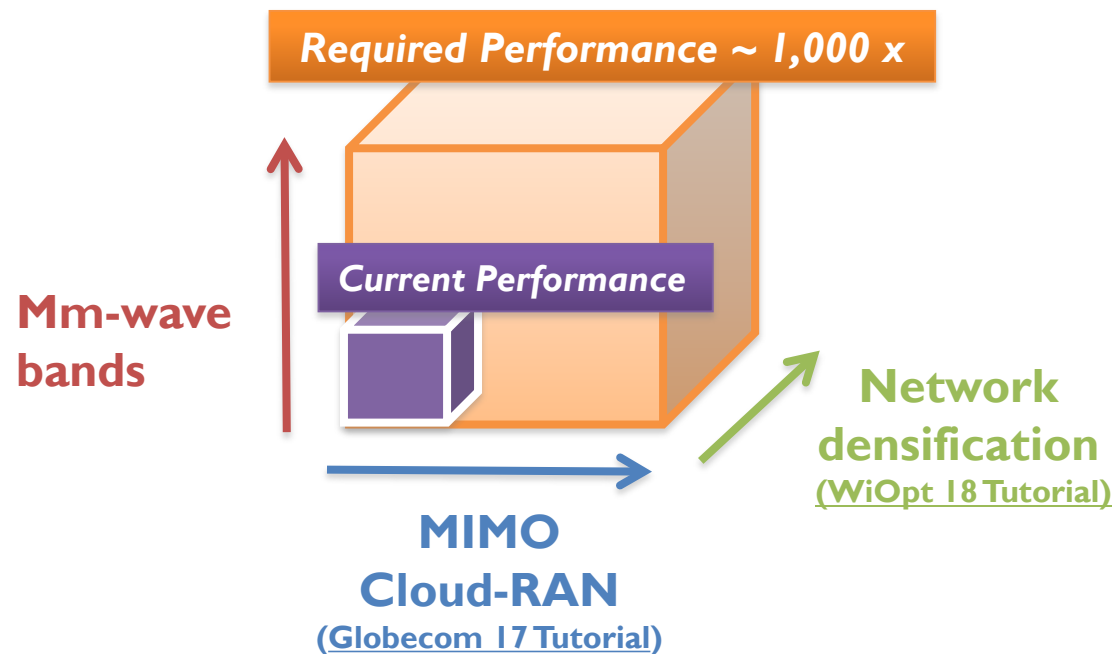 Required Performance ~ 1,000 x
Current Performance
Mm-wave
bands
Network
densification
(WiOpt 18 Tutorial)
MIMO
Cloud-RAN
(Globecom 17 Tutorial)